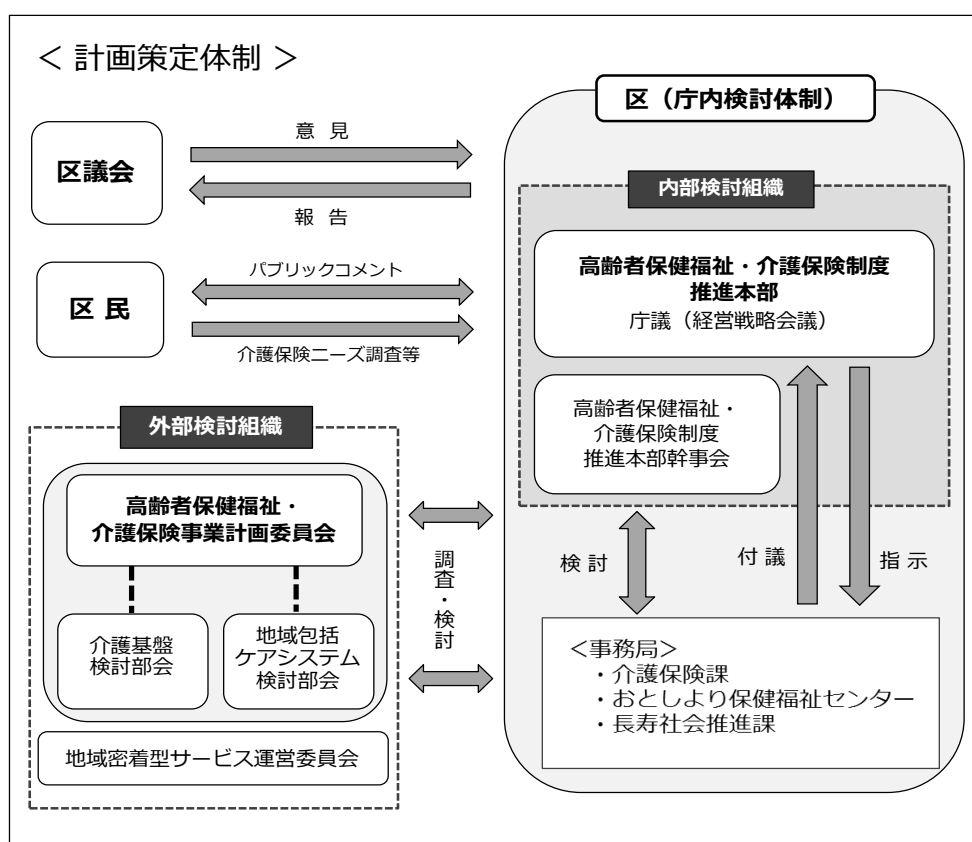 ＜ 計画策定体制 ＞
区（庁内検討体制）
区議会
意 見
報 告
区 民
パブリックコメント
介護保険ニーズ調査等
内部検討組織
高齢者保健福祉・介護保険制度
推進本部
庁議（経営戦略会議）
高齢者保健福祉・
介護保険制度
推進本部幹事会
外部検討組織
高齢者保健福祉・
介護保険事業計画委員会
介護基盤
検討部会
地域包括
ケアシステム
検討部会
地域密着型サービス運営委員会
調査・検討
検 討
付 議
指 示
＜事務局＞
・介護保険課
・おとしより保健福祉センター
・長寿社会推進課